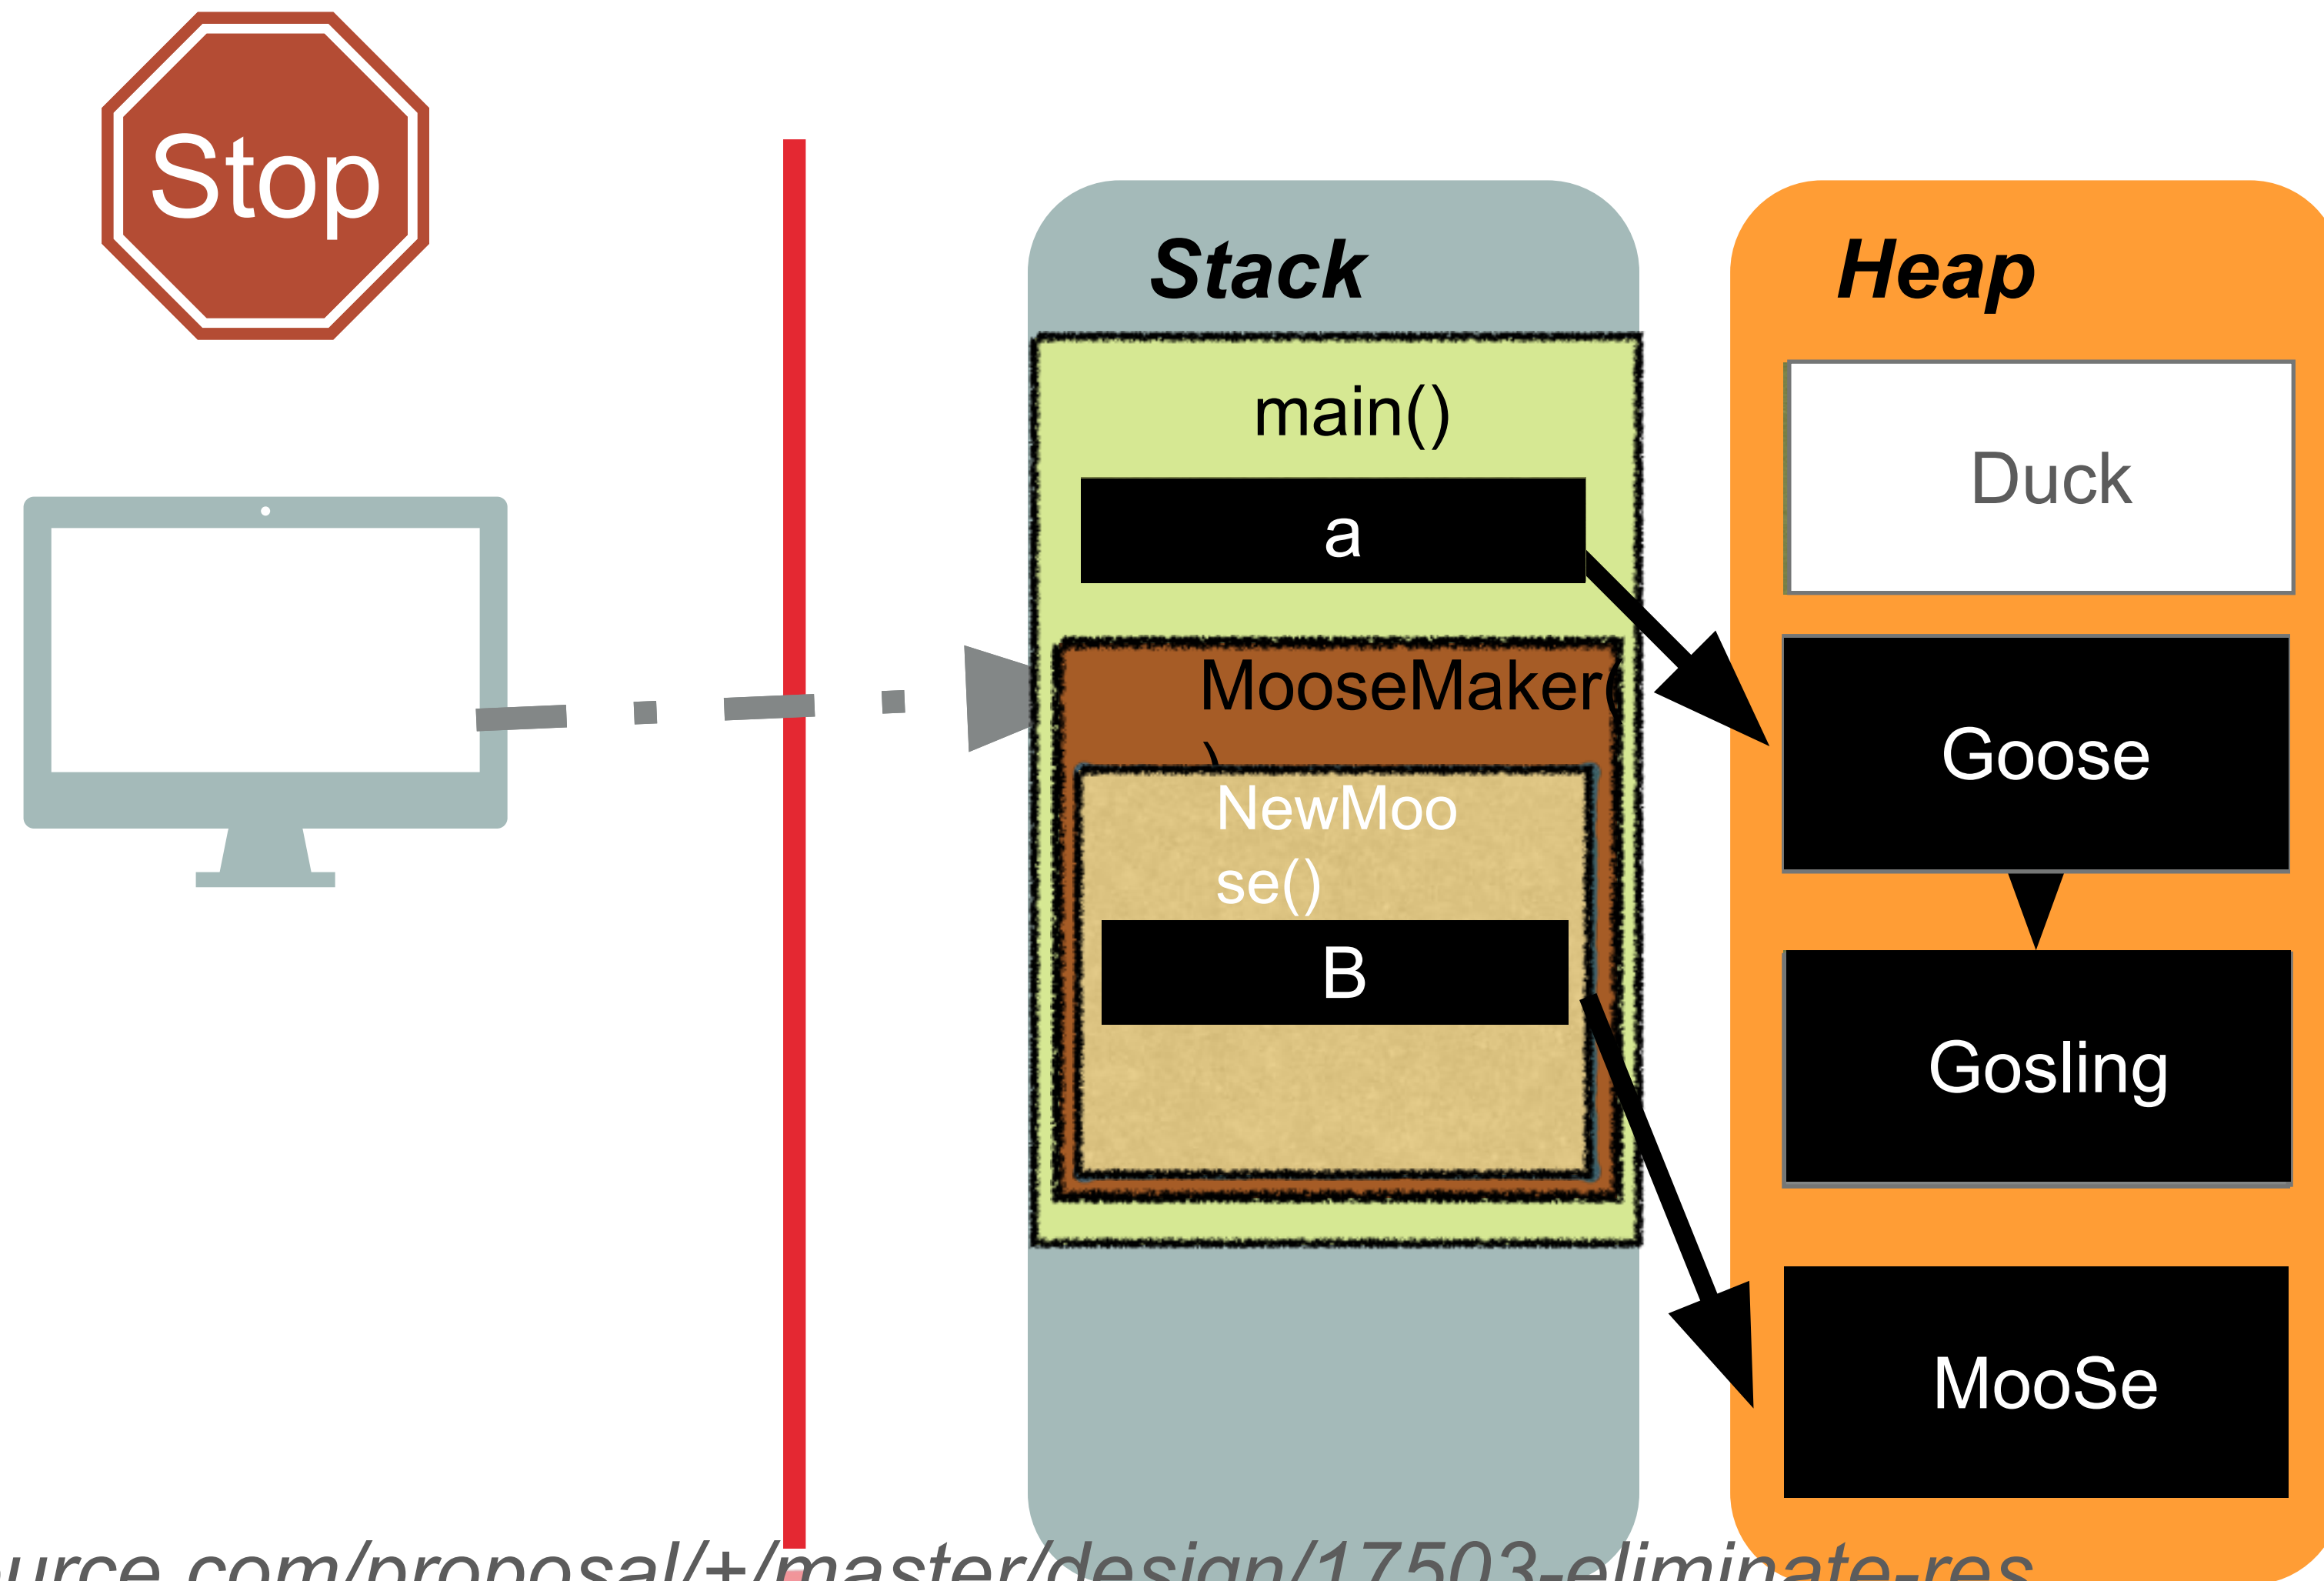 Stop
Stack
Heap
main()
Duck
a
MooseMaker(
)
Goose
NewMoo
se()
B
Gosling
MooSe
urce.com/proposal/+/master/design/17503-eliminate-res